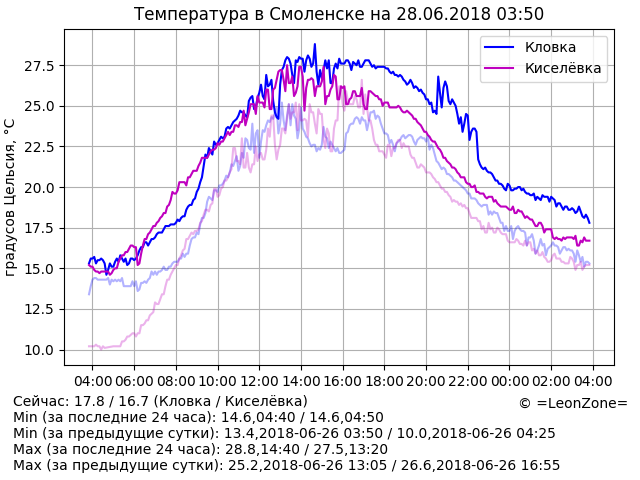 Температура в Смоленске на 28.06.2018 03:50
Кловка
Киселёвка
градусов Цельсия, °C
27.5
25.0
22.5
20.0
17.5
15.0
12.5
10.0
04:00 06:00 08:00 10:00 12:00 14:00 16:00 18:00 20:00 22:00 00:00 02:00 04:00
Сейчас: 17.8 / 16.7 (Кловка / Киселёвка)
© =LeonZone=
Min (за последние 24 часа): 14.6,04:40 / 14.6,04:50
Min (за предыдущие сутки): 13.4,2018-06-26 03:50 / 10.0,2018-06-26 04:25
Max (за последние 24 часа): 28.8,14:40 / 27.5,13:20
Max (за предыдущие сутки): 25.2,2018-06-26 13:05 / 26.6,2018-06-26 16:55